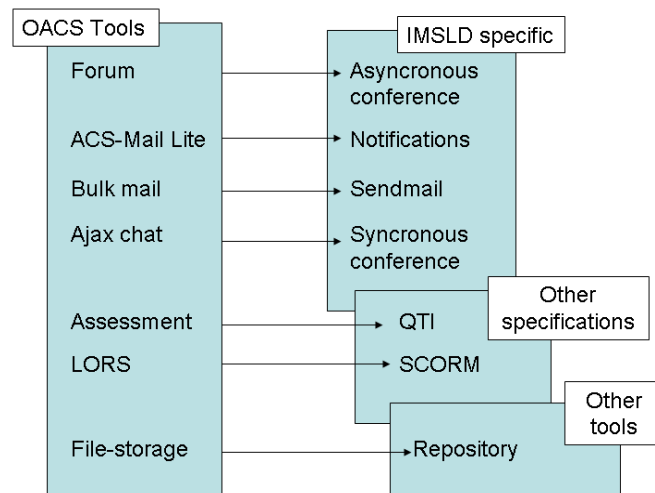 OACS Tools
IMSLD specific
Forum
Asyncronous
conference
ACS-Mail Lite
Notifications
Bulk mail
Sendmail
Ajax chat
Syncronous
conference
Other
specifications
Assessment
QTI
LORS
SCORM
Other
tools
File-storage
Repository